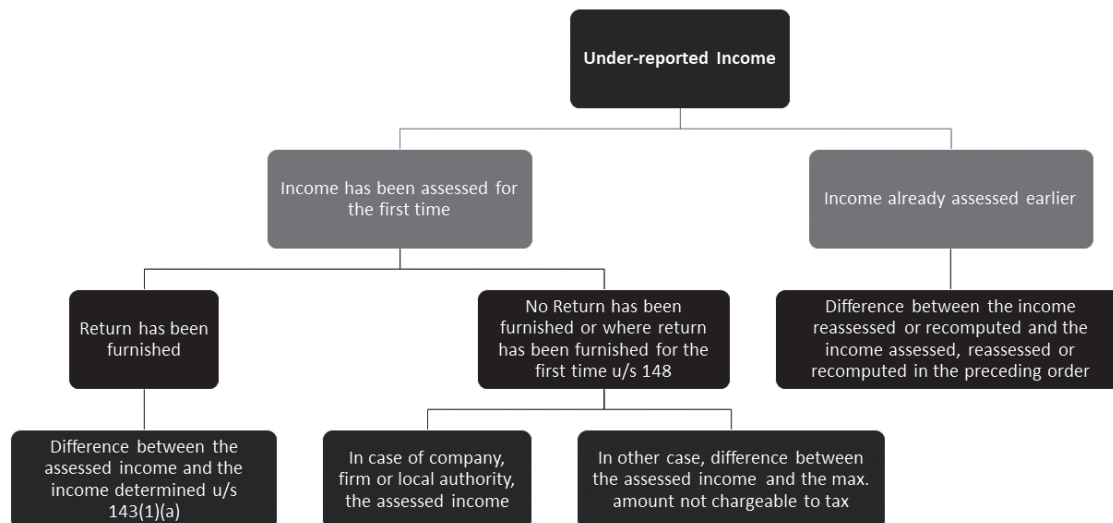 Under-reported Income
Income has been assessed for
the first time
Income already assessed earlier
Return has been
furnished
No Return has been
furnished or where return
has been furnished for the
first time u/s 148
Difference between the income
reassessed or recomputed and the
income assessed, reassessed or
recomputed in the preceding order
Difference between the
assessed income and the
income determined u/s
143(1)(a)
In case of company,
firm or local authority,
the assessed income
In other case, difference between
the assessed income and the max.
amount not chargeable to tax